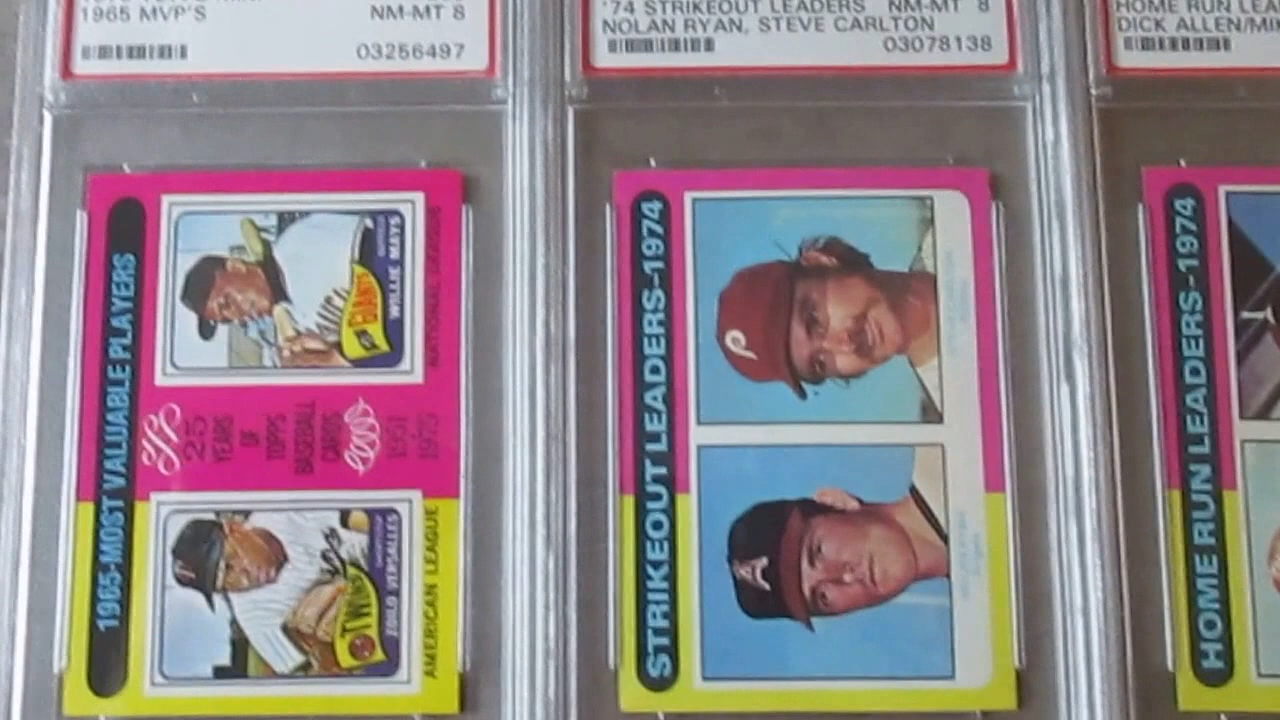 1965 MVP'S NM-MT 8
03256497
'74 STRIKEOUT LEADERS NM-MT 8
NOLAN RYAN, STEVE CARLTON
03078138
HOME RUN LEA
DICK ALLEN/MI
1965-MOST VALUABLE PLAYERS
WILLIE MAYS
GIANTS
NATIONAL LEAGUE
25
YEARS
OF
TOPPS
BASEBALL
CARDS
1951
1975
TWINS
ZOILO VERSALLES
AMERICAN LEAGUE
STRIKEOUT LEADERS-1974
P
A
HOME RUN LEADERS-1974